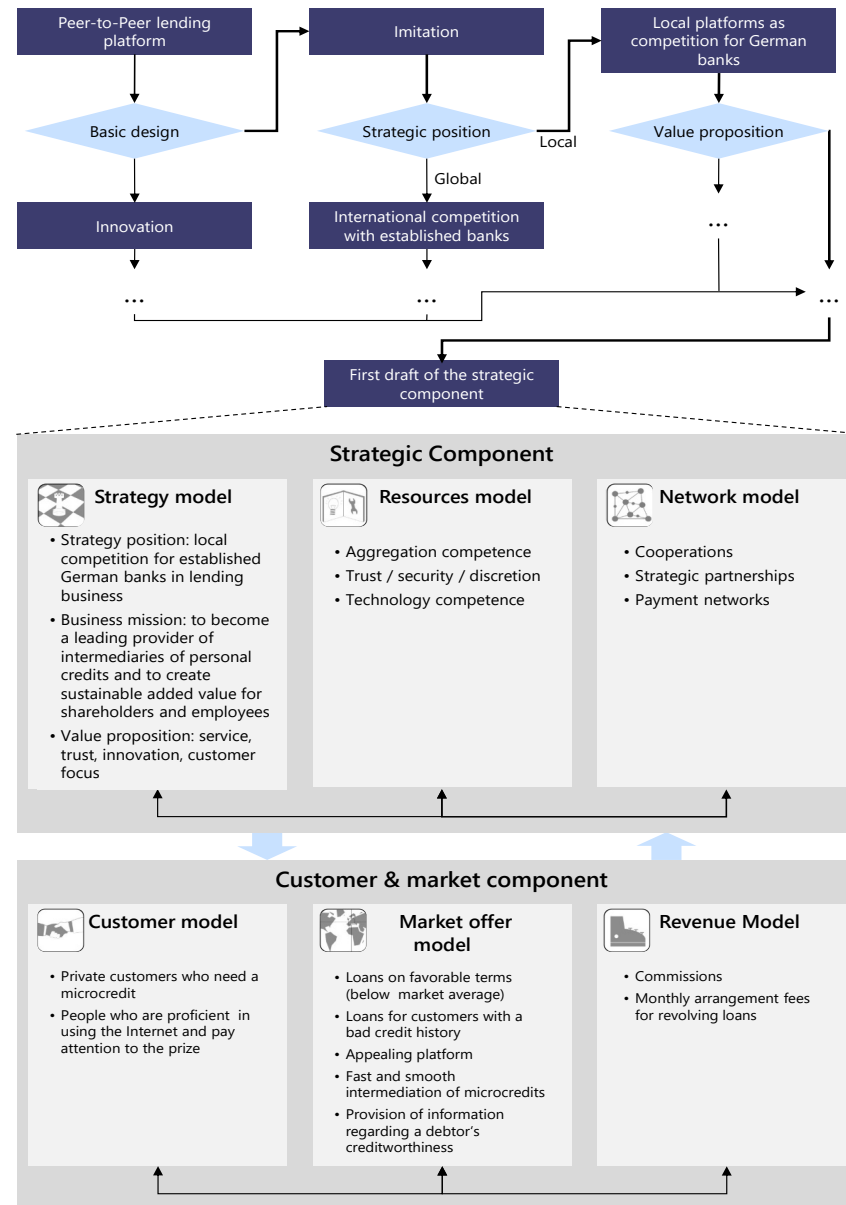 Peer-to-Peer lending
platform
Imitation
Local platforms as
competition for German
banks
Basic design
Strategic position
Local
Value proposition
Global
Innovation
International competition
with established banks
...
...
...
...
First draft of the strategic
component
Strategic Component
Strategy model
• Strategy position: local
competition for established
German banks in lending
business
• Business mission: to become
a leading provider of
intermediaries of personal
credits and to create
sustainable added value for
shareholders and employees
• Value proposition: service,
trust, innovation, customer
focus
Resources model
• Aggregation competence
• Trust / security / discretion
• Technology competence
Network model
• Cooperations
• Strategic partnerships
• Payment networks
Customer & market component
Customer model
• Private customers who need a
microcredit
• People who are proficient in
using the Internet and pay
attention to the prize
Market offer
model
• Loans on favorable terms
(below market average)
• Loans for customers with a
bad credit history
• Appealing platform
• Fast and smooth
intermediation of microcredits
• Provision of information
regarding a debtor's
creditworthiness
Revenue Model
• Commissions
• Monthly arrangement fees
for revolving loans